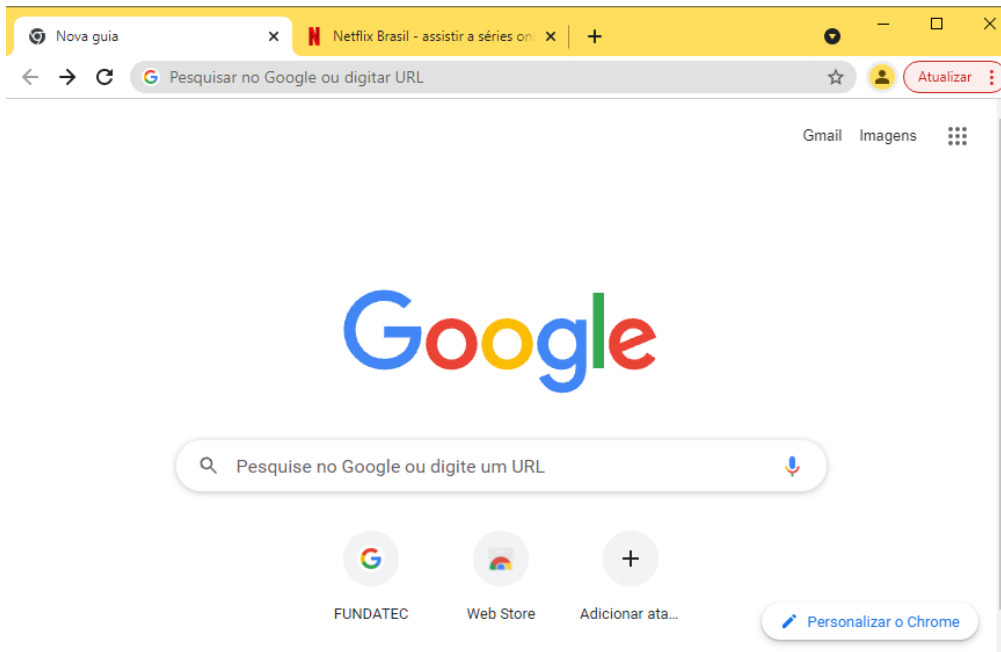 Nova guia
Netflix Brasil - assistir a séries onl
Pesquisar no Google ou digitar URL
Atualizar
Gmail Imagens
Google
Pesquise no Google ou digite um URL
FUNDATEC Web Store Adicionar ata...
Personalizar o Chrome